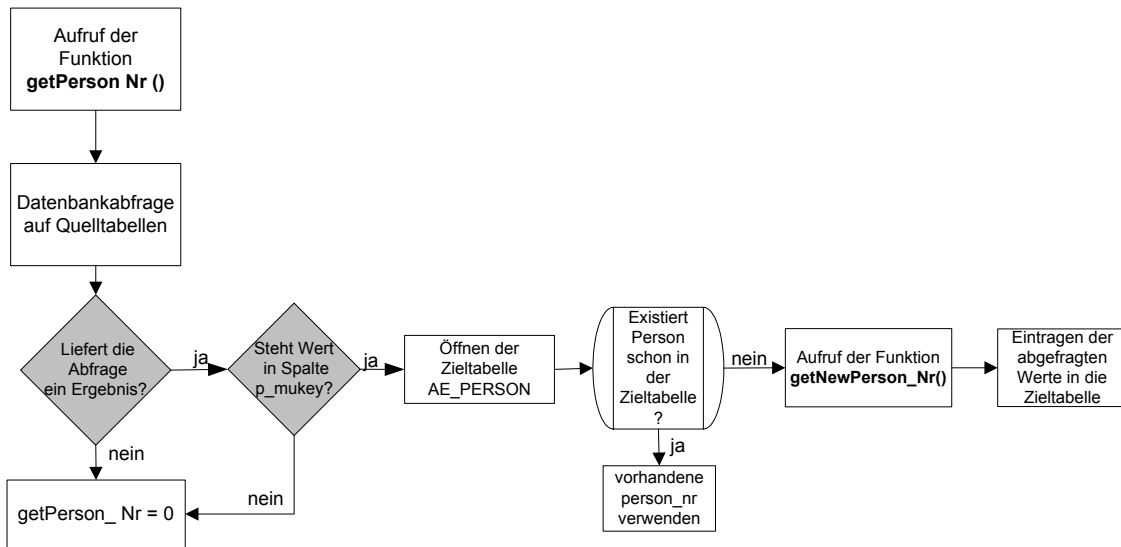 Aufruf der
Funktion
getPerson Nr ()
Datenbankabfrage
auf Quelltabellen
Liefert die
Abfrage
ein Ergebnis?
ja
Steht Wert
in Spalte
p_mukey?
ja
Öffnen der
Zieltabelle
AE_PERSON
Existiert
Person
schon in
der
Zieltabelle
?
nein
Aufruf der Funktion
getNewPerson_Nr()
Eintragen der
abgefragten
Werte in die
Zieltabelle
nein
nein
getPerson_ Nr = 0
ja
vorhandene
person_nr
verwenden